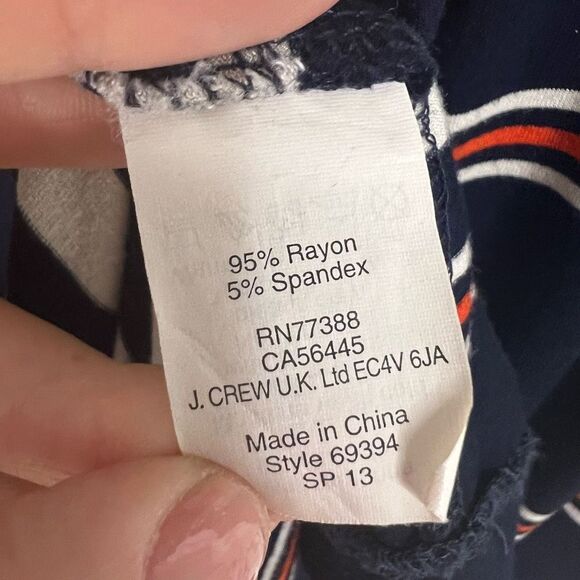 95% Rayon
5% Spandex
RN77388
CA56445
J. CREW U.K. Ltd EC4V 6JA
Made in China
Style 69394
SP 13